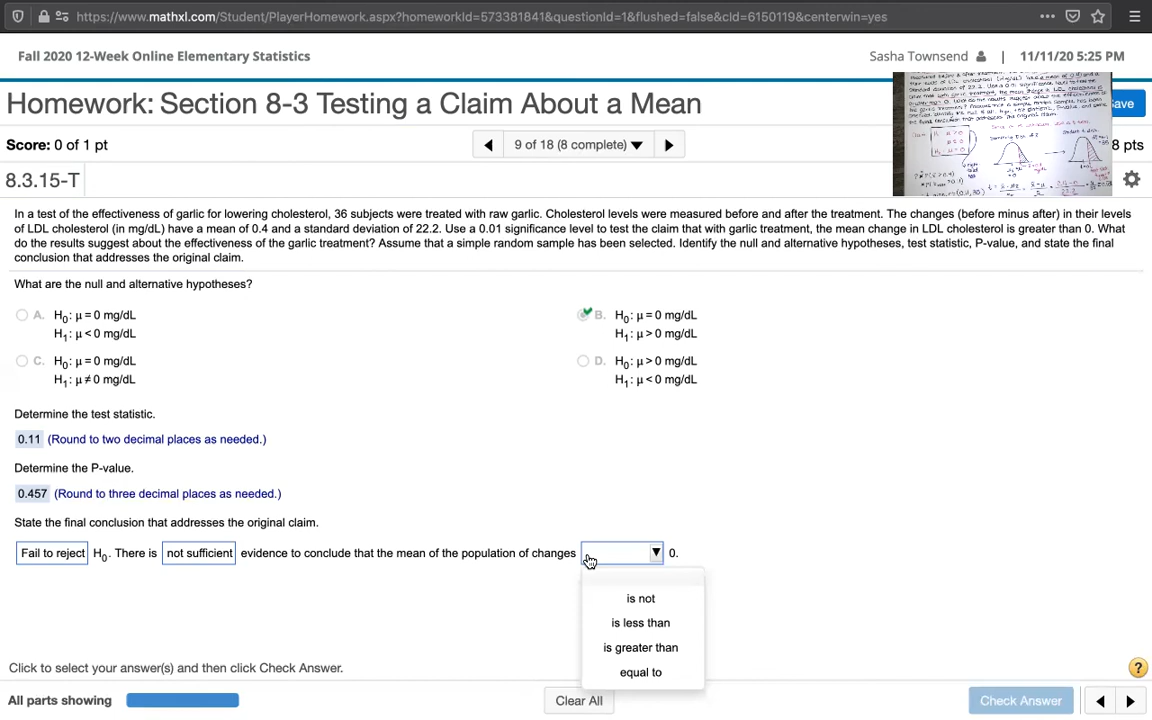 https://www.mathxl.com/Student/PlayerHomework.aspx?homeworkId=573381841&questionId=1&flushed=false&cId=6150119&centerwin=yes
Fall 2020 12-Week Online Elementary Statistics
Sasha Townsend | 11/11/20 5:25 PM
Homework: Section 8-3 Testing a Claim About a Mean
ave
Score: 0 of 1 pt
9 of 18 (8 complete)
8 pts
8.3.15-T
In a test of the effectiveness of garlic for lowering cholesterol, 36 subjects were treated with raw garlic. Cholesterol levels were measured before and after the treatment. The changes (before minus after) in their levels
of LDL cholesterol (in mg/dL) have a mean of 0.4 and a standard deviation of 22.2. Use a 0.01 significance level to test the claim that with garlic treatment, the mean change in LDL cholesterol is greater than 0. What
do the results suggest about the effectiveness of the garlic treatment? Assume that a simple random sample has been selected. Identify the null and alternative hypotheses, test statistic, P-value, and state the final
conclusion that addresses the original claim.
What are the null and alternative hypotheses?
A. H₀: μ = 0 mg/dL
H₁: μ < 0 mg/dL
B. H₀: μ = 0 mg/dL
H₁: μ > 0 mg/dL
C. H₀: μ = 0 mg/dL
H₁: μ ≠ 0 mg/dL
D. H₀: μ > 0 mg/dL
H₁: μ < 0 mg/dL
Determine the test statistic.
0.11 (Round to two decimal places as needed.)
Determine the P-value.
0.457 (Round to three decimal places as needed.)
State the final conclusion that addresses the original claim.
Fail to reject H₀. There is not sufficient evidence to conclude that the mean of the population of changes 0.
is not
is less than
is greater than
equal to
Click to select your answer(s) and then click Check Answer.
?
All parts showing
Clear All
Check Answer